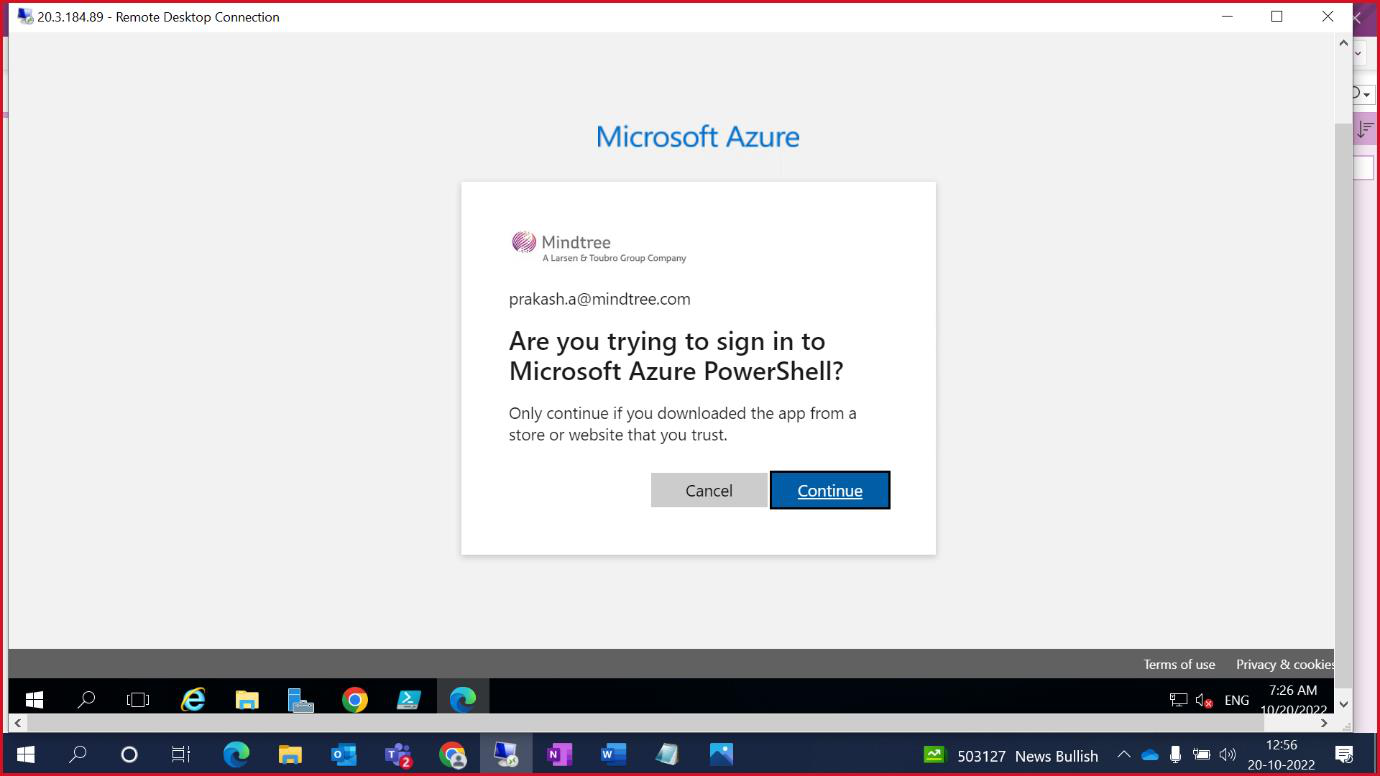 20.3.184.89 - Remote Desktop Connection
Microsoft Azure
Mindtree
A Larsen & Toubro Group Company
prakash.a@mindtree.com
Are you trying to sign in to
Microsoft Azure PowerShell?
Only continue if you downloaded the app from a
store or website that you trust.
Cancel
Continue
Terms of use
Privacy & cookies
ENG
7:26 AM
10/20/2022
2
503127 News Bullish
12:56
20-10-2022